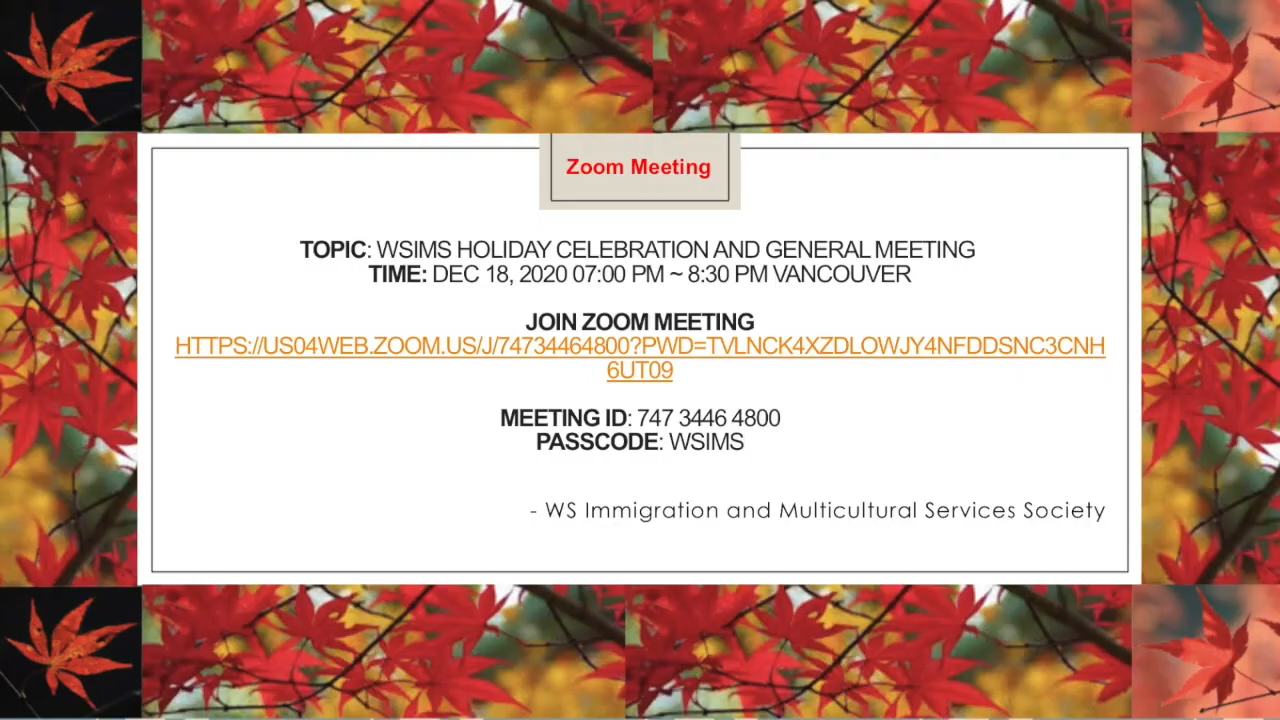 Zoom Meeting
TOPIC: WSIMS HOLIDAY CELEBRATION AND GENERAL MEETING
TIME: DEC 18, 2020 07:00 PM ~ 8:30 PM VANCOUVER
JOIN ZOOM MEETING
HTTPS://US04WEB.ZOOM.US/J/74734464800?PWD=TVLNCK4XZDLOWJY4NFDDSNC3CNH
6UT09
MEETING ID: 747 3446 4800
PASSCODE: WSIMS
- WS Immigration and Multicultural Services Society